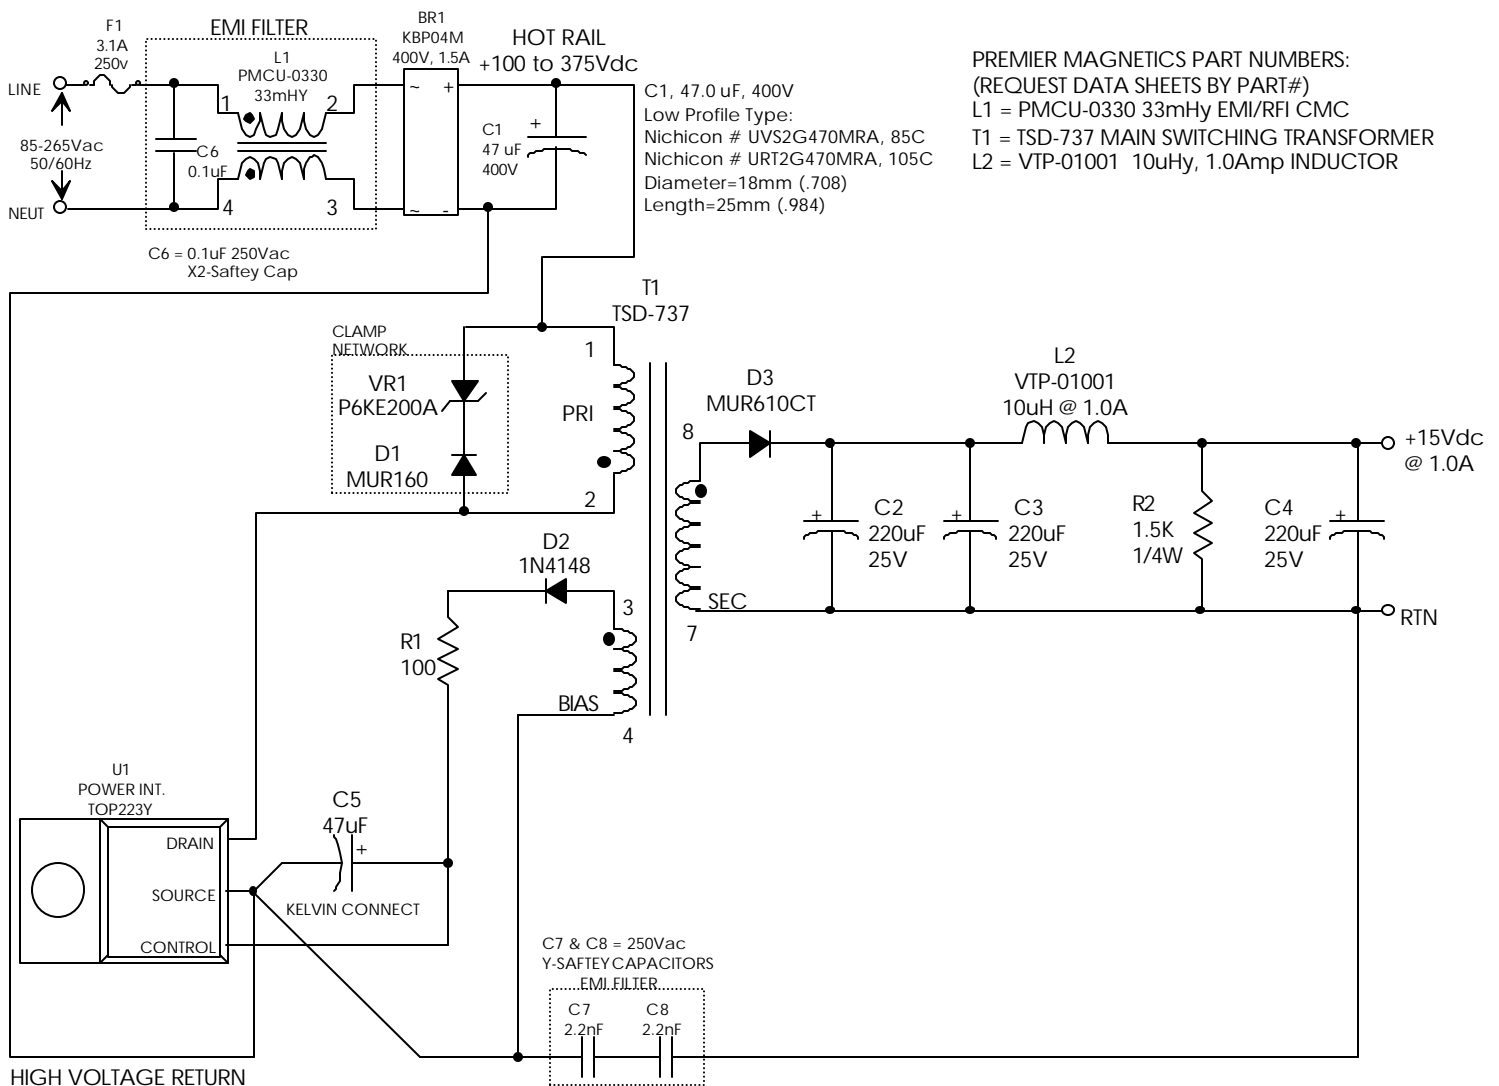 F1
3.1A
250v
EMI FILTER
L1
PMCU-0330
33mHY
BR1
KBP04M
400V, 1.5A
HOT RAIL
+100 to 375Vdc
PREMIER MAGNETICS PART NUMBERS:
(REQUEST DATA SHEETS BY PART#)
L1 = PMCU-0330 33mHy EMI/RFI CMC
T1 = TSD-737 MAIN SWITCHING TRANSFORMER
L2 = VTP-01001 10uHy, 1.0Amp INDUCTOR
LINE
85-265Vac
50/60Hz
NEUT
1
2
C6
0.1uF
4
3
~ +
~ -
C1
+
47 uF
400V
C1, 47.0 uF, 400V
Low Profile Type:
Nichicon # UVS2G470MRA, 85C
Nichicon # URT2G470MRA, 105C
Diameter=18mm (.708)
Length=25mm (.984)
C6 = 0.1uF 250Vac
X2-Saftey Cap
T1
TSD-737
CLAMP
NETWORK
VR1
P6KE200A
D1
MUR160
1
PRI
2
D3
MUR610CT
L2
VTP-01001
10uH @ 1.0A
8
+15Vdc
@ 1.0A
+
C2
220uF
25V
+
C3
220uF
25V
R2
1.5K
1/4W
C4
+
220uF
25V
SEC
7
RTN
D2
1N4148
3
R1
100
BIAS
4
U1
POWER INT.
TOP223Y
DRAIN
SOURCE
CONTROL
C5
47uF
+
KELVIN CONNECT
C7 & C8 = 250Vac
Y-SAFTEY CAPACITORS
EMI FILTER
C7
2.2nF
C8
2.2nF
HIGH VOLTAGE RETURN